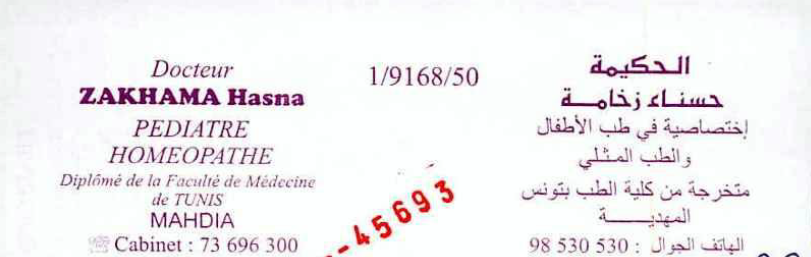 Docteur
ZAKHAMA Hasna
PEDIATRE
HOMEOPATHE
Diplômé de la Faculté de Médecine
de TUNIS
MAHDIA
Cabinet : 73 696 300
1/9168/50
-45693
الحكيمة
حسناء زخامة
إختصاصية في طب الأطفال
والطب المثلي
متخرجة من كلية الطب بتونس
المهديــــة
الهاتف الجوال : 530 530 98